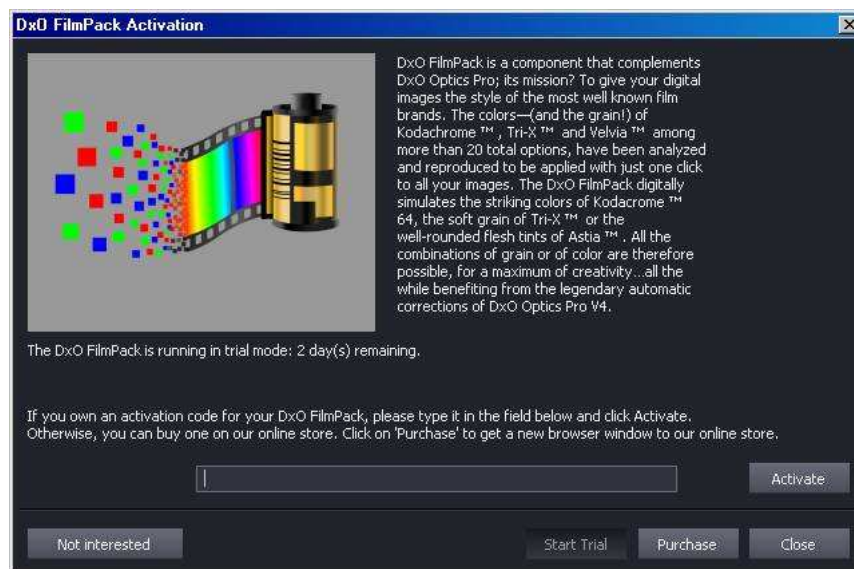 DxO FilmPack Activation
DxO FilmPack is a component that complements
DxO Optics Pro; its mission? To give your digital
images the style of the most well known film
brands. The colors—(and the grain!) of
Kodachrome ™ , Tri-X ™ and Velvia ™ among
more than 20 total options, have been analyzed
and reproduced to be applied with just one click
to all your images. The DxO FilmPack digitally
simulates the striking colors of Kodacrome ™
64, the soft grain of Tri-X ™ or the
well-rounded flesh tints of Astia ™ . All the
combinations of grain or of color are therefore
possible, for a maximum of creativity...all the
while benefiting from the legendary automatic
corrections of DxO Optics Pro V4.
The DxO FilmPack is running in trial mode: 2 day(s) remaining.
If you own an activation code for your DxO FilmPack, please type it in the field below and click Activate.
Otherwise, you can buy one on our online store. Click on 'Purchase' to get a new browser window to our online store.
Activate
Not interested
Start Trial
Purchase
Close